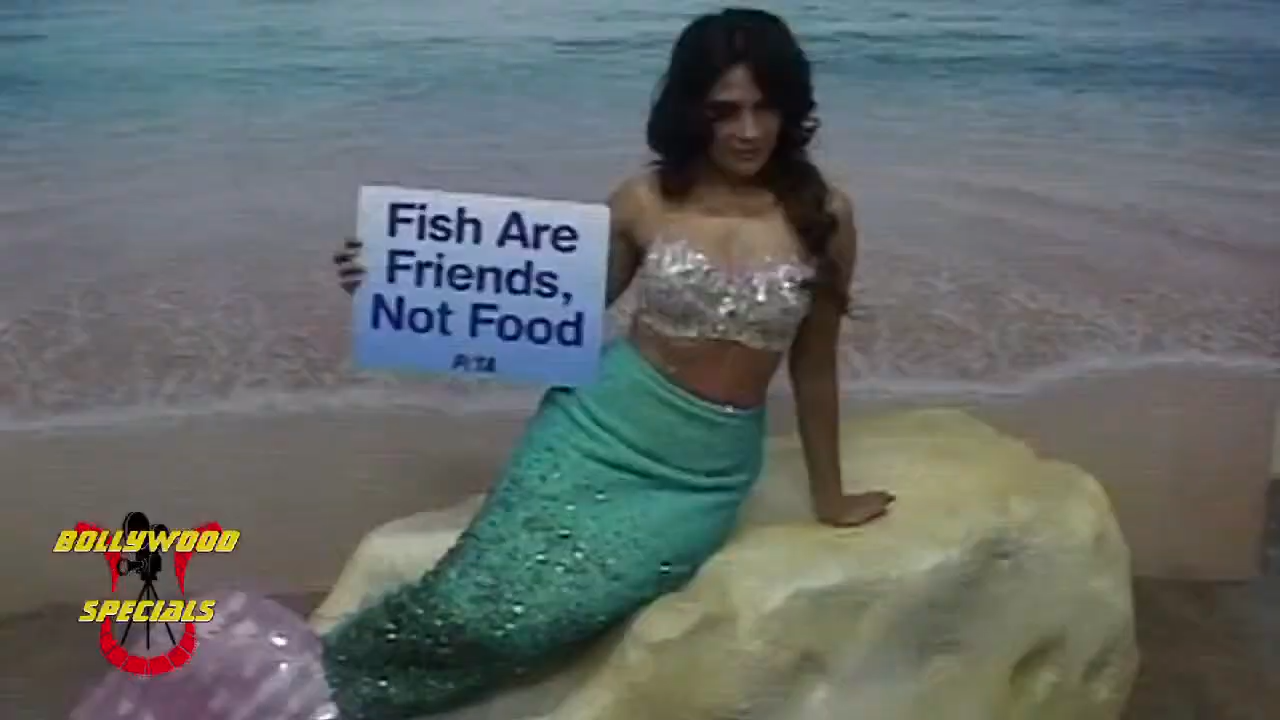 Fish Are
Friends,
Not Food
PETA
BOLLYWOOD
SPECIALS